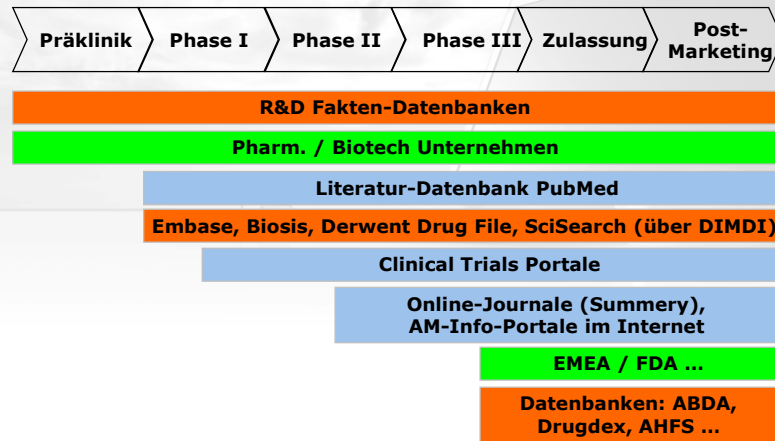 Präklinik
Phase I
Phase II
Phase III
Zulassung
Post-
Marketing
R&D Fakten-Datenbanken
Pharm. / Biotech Unternehmen
Literatur-Datenbank PubMed
Embase, Biosis, Derwent Drug File, SciSearch (über DIMDI)
Clinical Trials Portale
Online-Journale (Summery),
AM-Info-Portale im Internet
EMEA / FDA ...
Datenbanken: ABDA,
Drugdex, AHFS ...